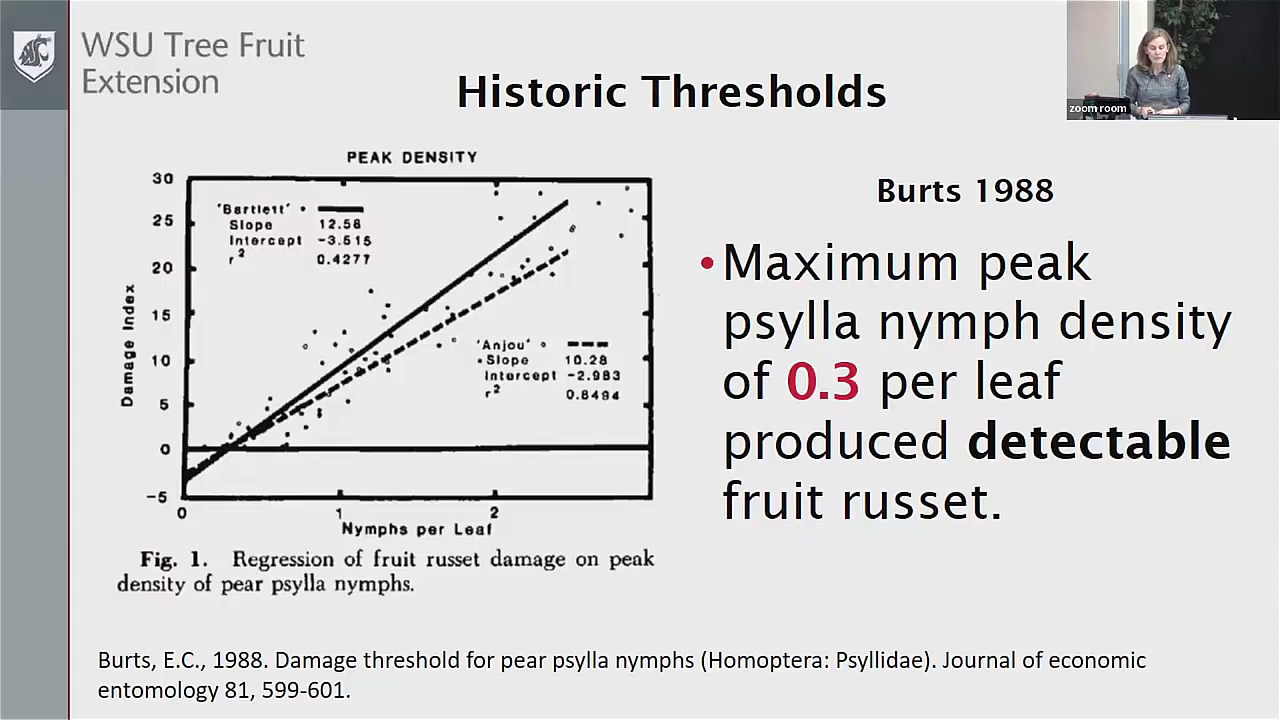 WSU Tree Fruit
Extension
Historic Thresholds
zoom room
PEAK DENSITY
30
25
20
15
10
5
0
-5
Damage Index
'Bartlett' •
Slope 12.58
Intercept -3.515
r2 0.4277
'Anjou' o
Slope 10.28
Intercept -2.983
r2 0.8494
0 1 2
Nymphs per Leaf
Fig. 1. Regression of fruit russet damage on peak
density of pear psylla nymphs.
Burts 1988
•Maximum peak
psylla nymph density
of 0.3 per leaf
produced detectable
fruit russet.
Burts, E.C., 1988. Damage threshold for pear psylla nymphs (Homoptera: Psyllidae). Journal of economic
entomology 81, 599-601.